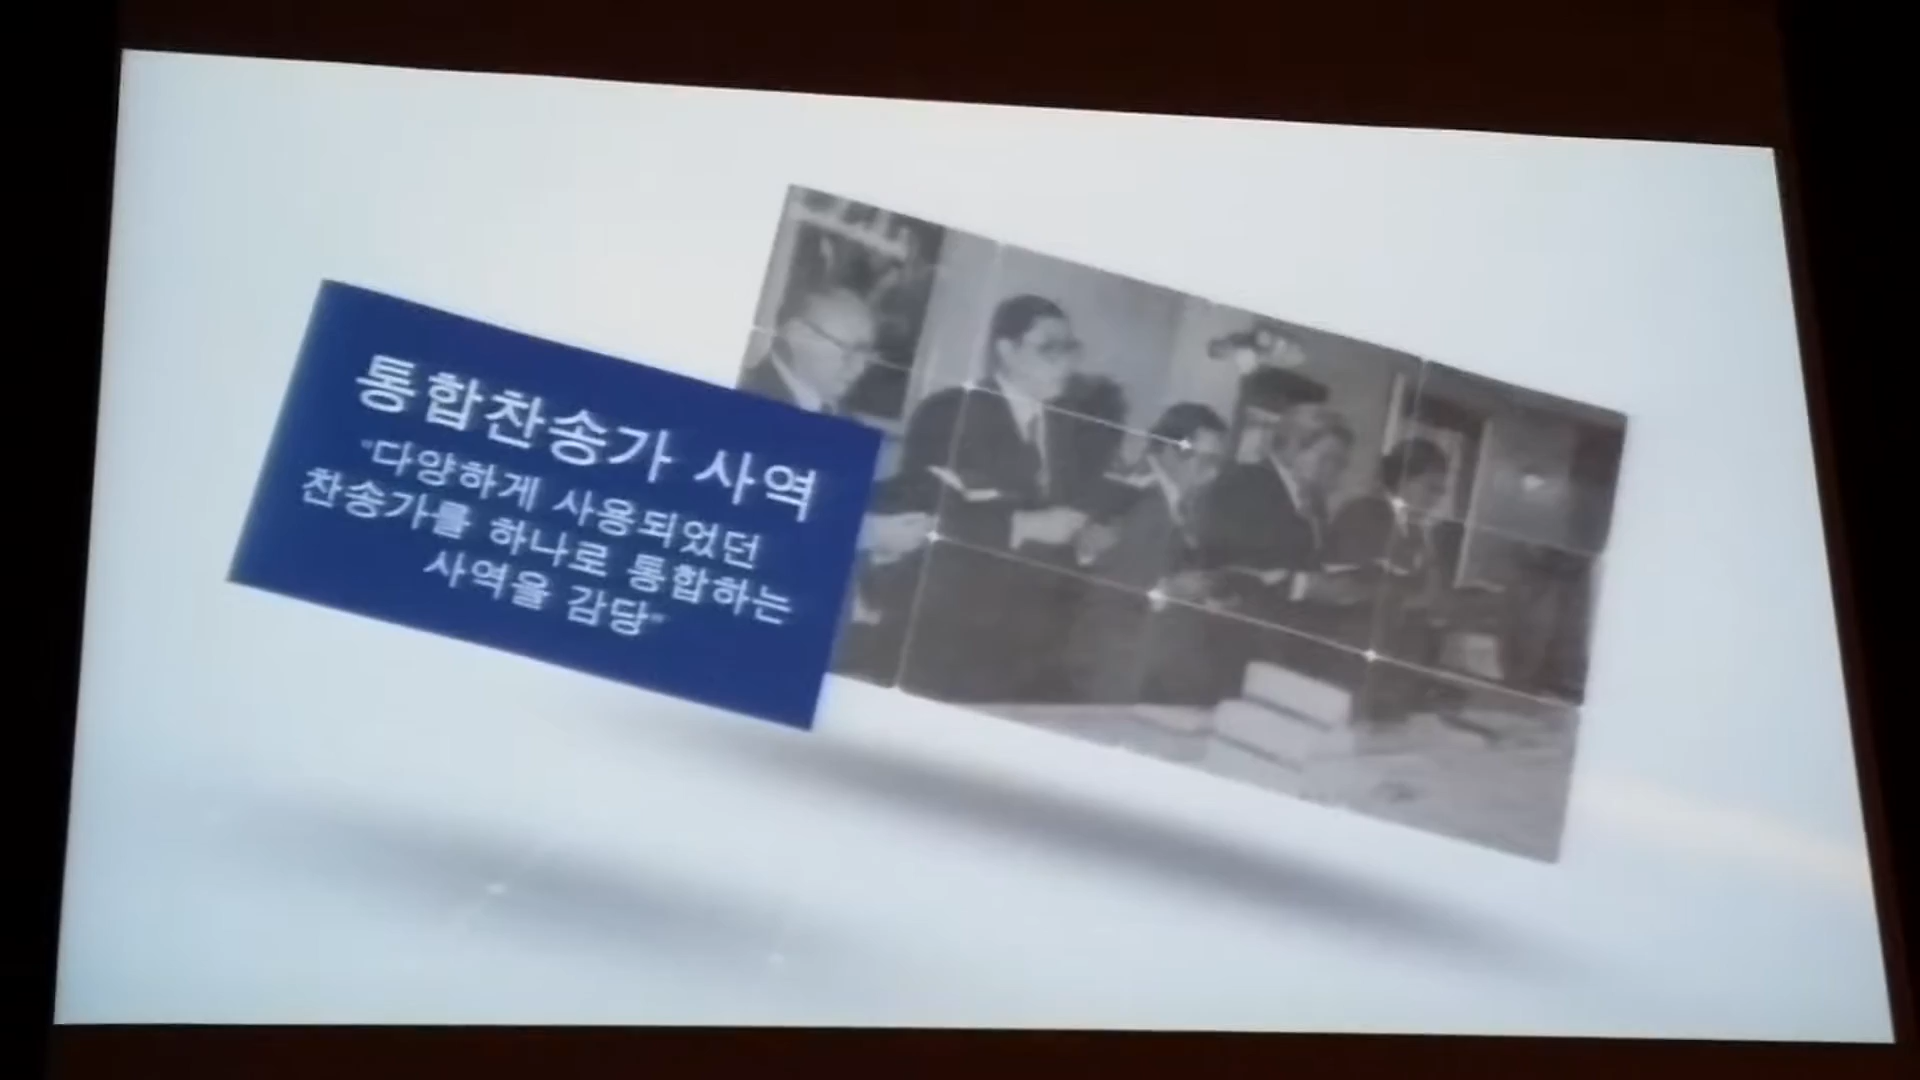 통합찬송가 사역
"다양하게 사용되었던
찬송가를 하나로 통합하는
사역을 감당"